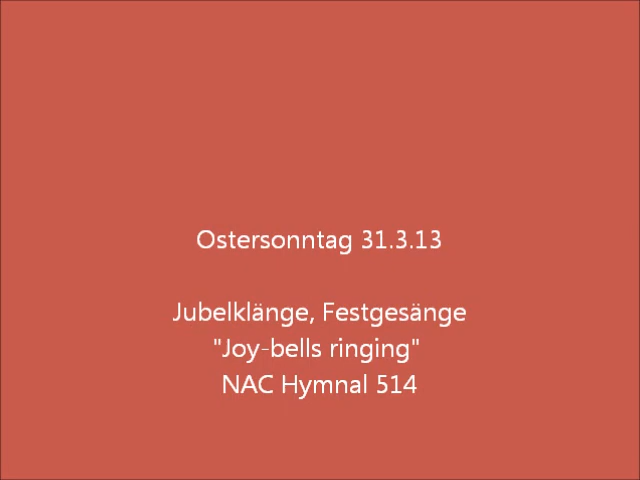 Ostersonntag 31.3.13
Jubelklänge, Festgesänge
"Joy-bells ringing"
NAC Hymnal 514